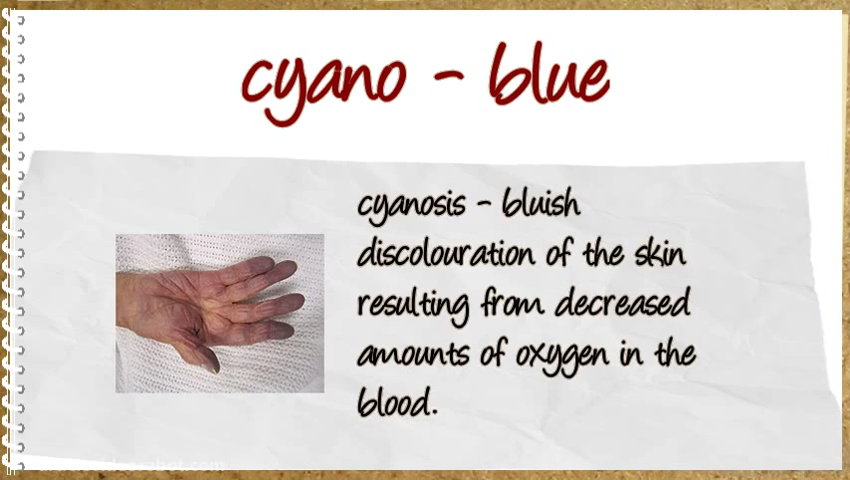 cyano - blue
cyanosis - bluish
discolouration of the skin
resulting from decreased
amounts of oxygen in the
blood.